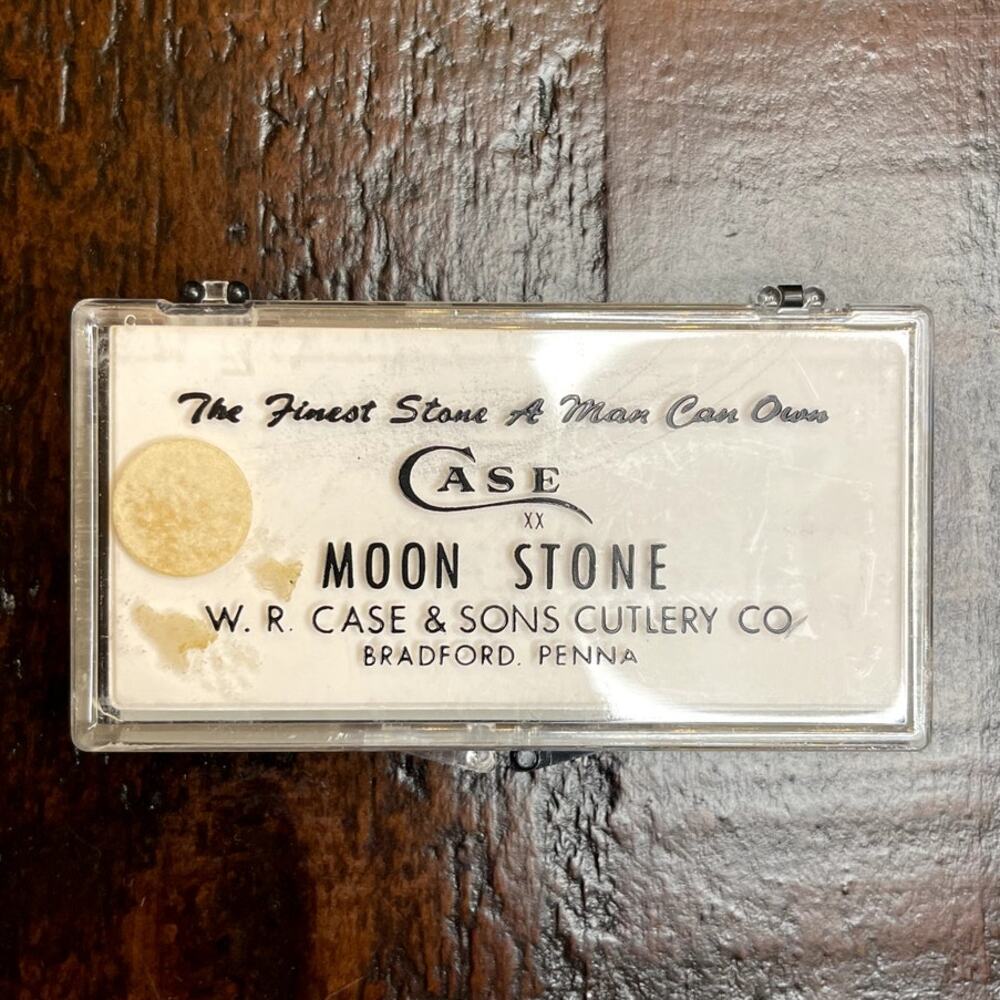 The Finest Stone A Man Can Own
CASE
XX
MOON STONE
W. R. CASE & SONS CUTLERY CO
BRADFORD. PENNA